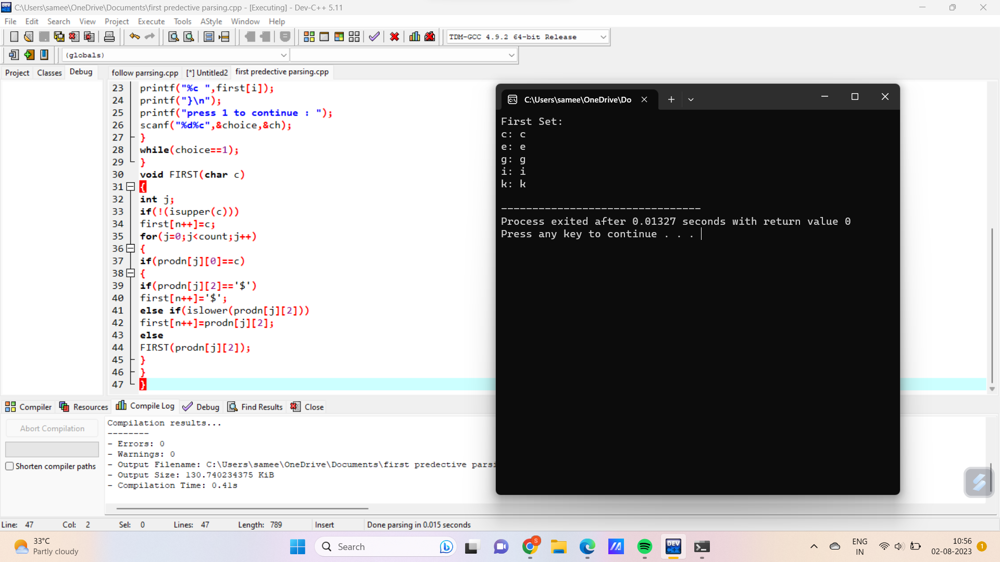 C:\Users\samee\OneDrive\Documents\first predective parsing.cpp - [Executing] - Dev-C++ 5.11
File Edit Search View Project Execute Tools AStyle Window Help
TDM-GCC 4.9.2 64-bit Release
(globals)
Project Classes Debug
follow parrsing.cpp [*] Untitled2 first predective parsing.cpp
23 printf("%c ",first[i]);
24 printf("}\n");
25 printf("press 1 to continue : ");
26 scanf("%d%c",&choice,&ch);
27 }
28 while(choice==1);
29 }
30 void FIRST(char c)
31 {
32 int j;
33 if(!(isupper(c)))
34 first[n++]=c;
35 for(j=0;j<count;j++)
36 {
37 if(prodn[j][0]==c)
38 {
39 if(prodn[j][2]=='$')
40 first[n++]='$';
41 else if(islower(prodn[j][2]))
42 first[n++]=prodn[j][2];
43 else
44 FIRST(prodn[j][2]);
45 }
46 }
47 }
C:\Users\samee\OneDrive\Do
First Set:
c: c
e: e
g: g
i: i
k: k
--------------------------------
Process exited after 0.01327 seconds with return value 0
Press any key to continue . . .
Compiler Resources Compile Log Debug Find Results Close
Abort Compilation
Shorten compiler paths
Compilation results...
--------
- Errors: 0
- Warnings: 0
- Output Filename: C:\Users\samee\OneDrive\Documents\first predective parsi
- Output Size: 130.740234375 KiB
- Compilation Time: 0.41s
Line: 47 Col: 2 Sel: 0 Lines: 47 Length: 789 Insert Done parsing in 0.015 seconds
33°C
Partly cloudy
Search
S
DEV
C++
ENG
IN
10:56
02-08-2023
1